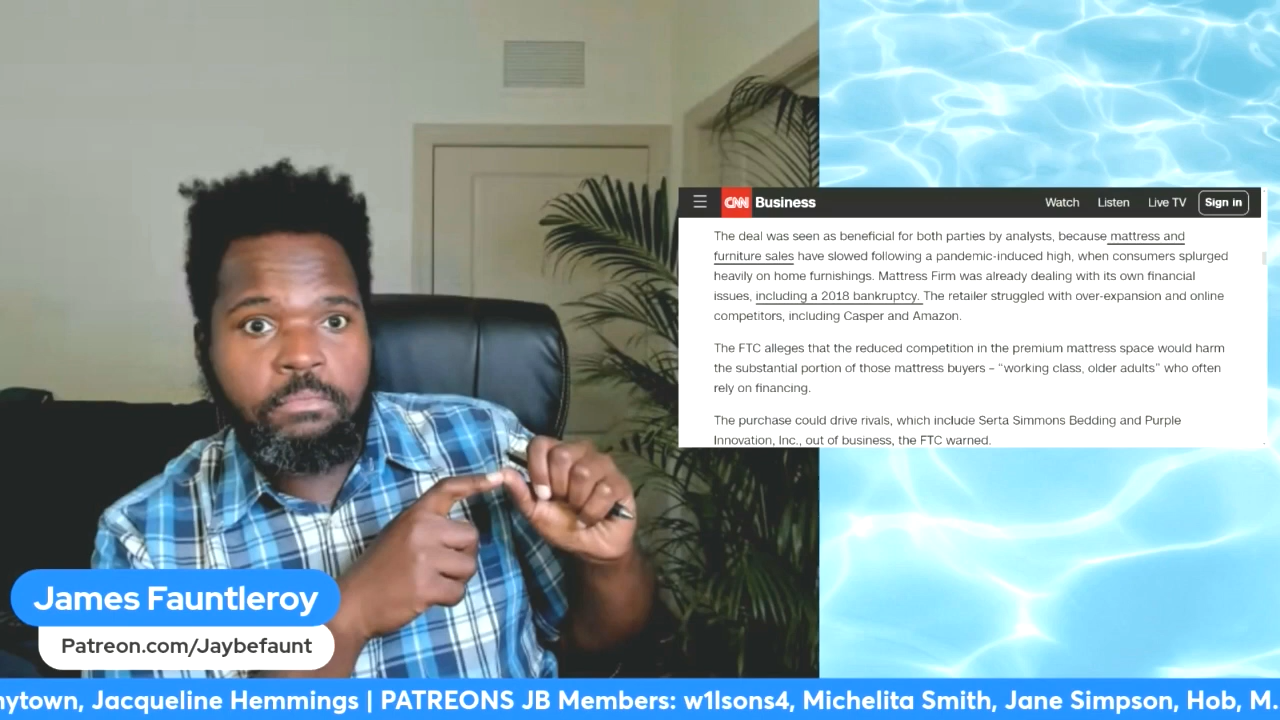 CNN Business
Watch
Listen
Live TV
Sign in
The deal was seen as beneficial for both parties by analysts, because mattress and
furniture sales have slowed following a pandemic-induced high, when consumers splurged
heavily on home furnishings. Mattress Firm was already dealing with its own financial
issues, including a 2018 bankruptcy. The retailer struggled with over-expansion and online
competitors, including Casper and Amazon.
The FTC alleges that the reduced competition in the premium mattress space would harm
the substantial portion of those mattress buyers – “working class, older adults” who often
rely on financing.
The purchase could drive rivals, which include Serta Simmons Bedding and Purple
Innovation, Inc., out of business, the FTC warned.
James Fauntleroy
Patreon.com/Jaybefaunt
nytown, Jacqueline Hemmings | PATREONS JB Members: w1lsons4, Michelita Smith, Jane Simpson, Hob, M.